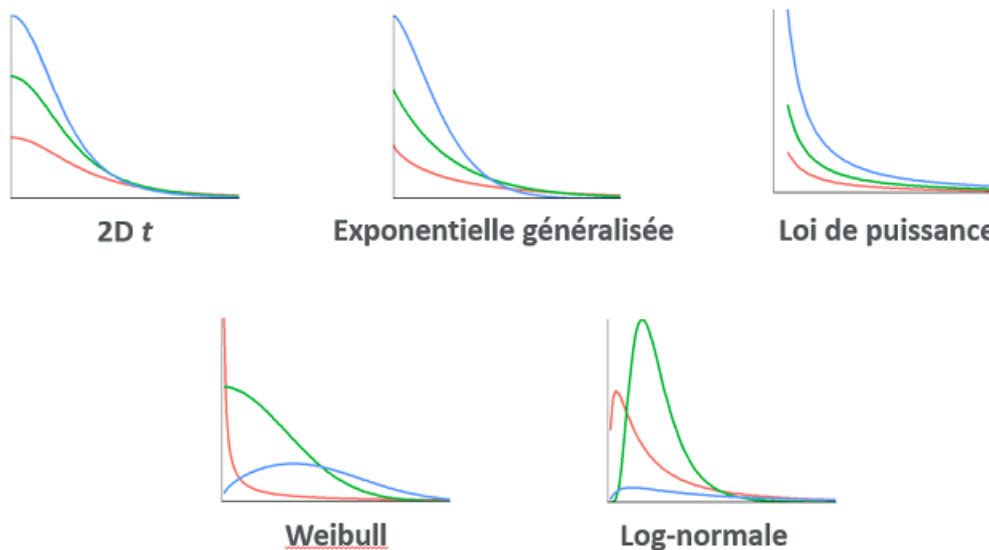 2D t
Exponentielle généralisée
Loi de puissance
Weibull
Log-normale